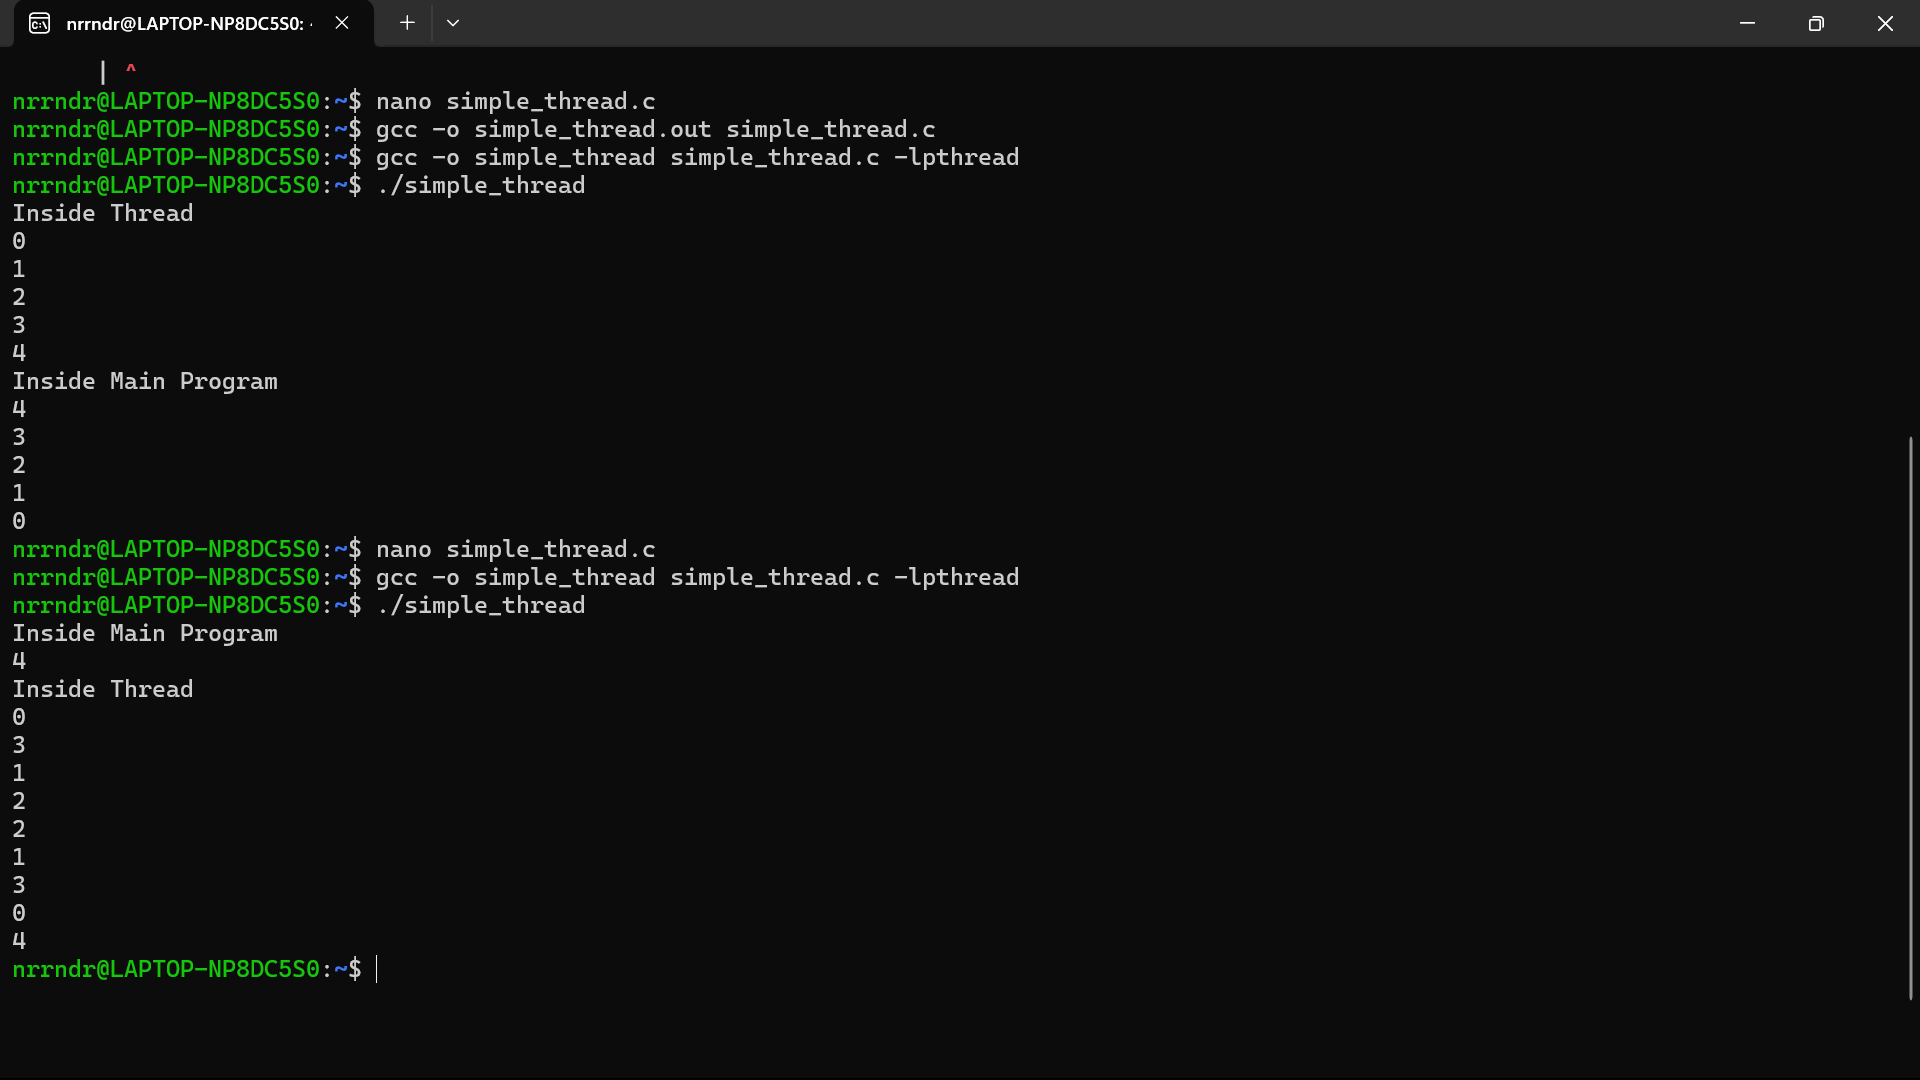 nrrndr@LAPTOP-NP8DC5S0: ~
| ^
nrrndr@LAPTOP-NP8DC5S0:~$ nano simple_thread.c
nrrndr@LAPTOP-NP8DC5S0:~$ gcc -o simple_thread.out simple_thread.c
nrrndr@LAPTOP-NP8DC5S0:~$ gcc -o simple_thread simple_thread.c -lpthread
nrrndr@LAPTOP-NP8DC5S0:~$ ./simple_thread
Inside Thread
0
1
2
3
4
Inside Main Program
4
3
2
1
0
nrrndr@LAPTOP-NP8DC5S0:~$ nano simple_thread.c
nrrndr@LAPTOP-NP8DC5S0:~$ gcc -o simple_thread simple_thread.c -lpthread
nrrndr@LAPTOP-NP8DC5S0:~$ ./simple_thread
Inside Main Program
4
Inside Thread
0
3
1
2
2
1
3
0
4
nrrndr@LAPTOP-NP8DC5S0:~$